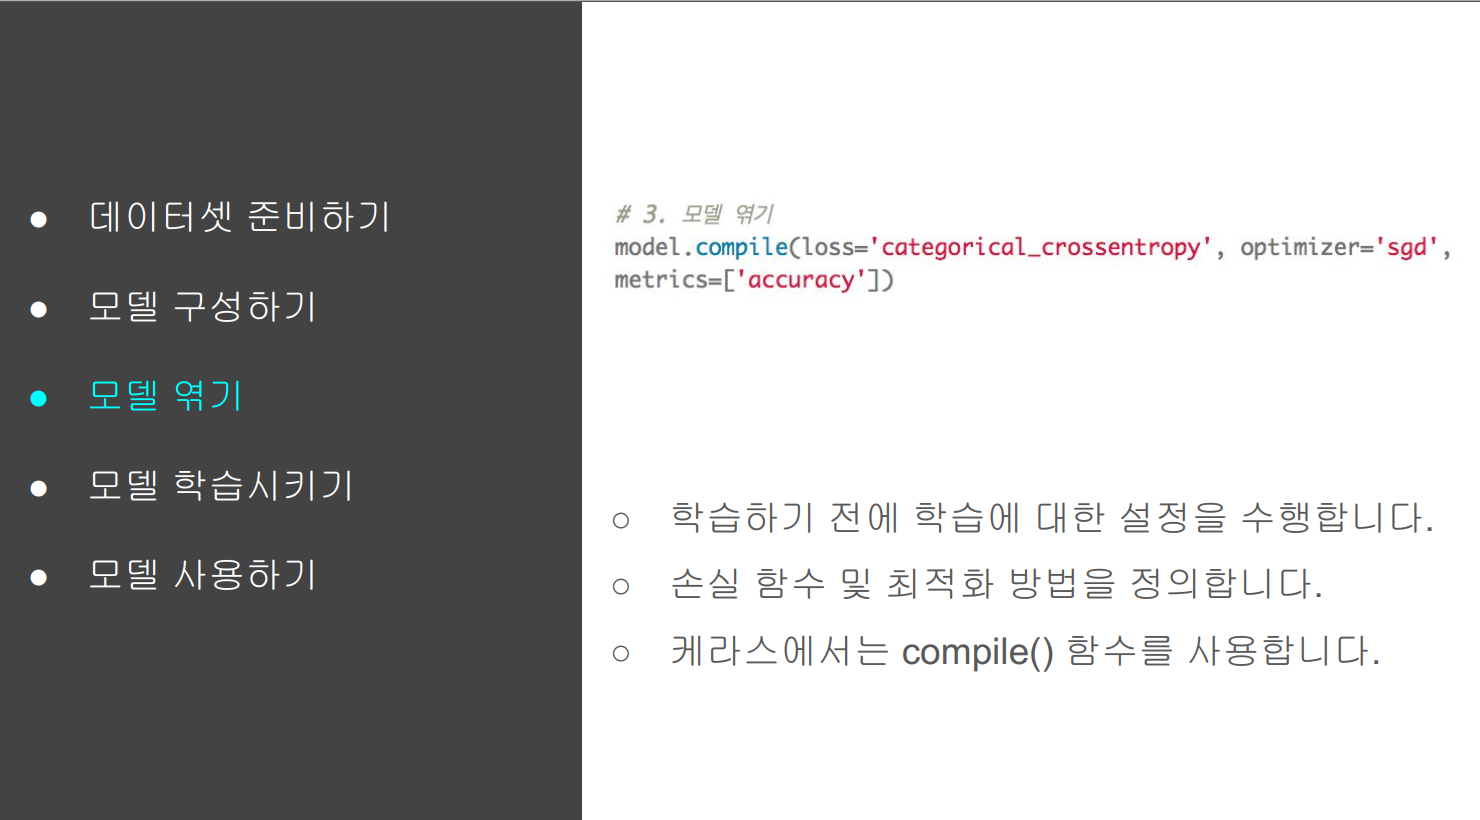 ● 데이터셋 준비하기
● 모델 구성하기
● 모델 엮기
● 모델 학습시키기
● 모델 사용하기
# 3. 모델 엮기
model.compile(loss='categorical_crossentropy', optimizer='sgd',
metrics=['accuracy'])
○ 학습하기 전에 학습에 대한 설정을 수행합니다.
○ 손실 함수 및 최적화 방법을 정의합니다.
○ 케라스에서는 compile() 함수를 사용합니다.